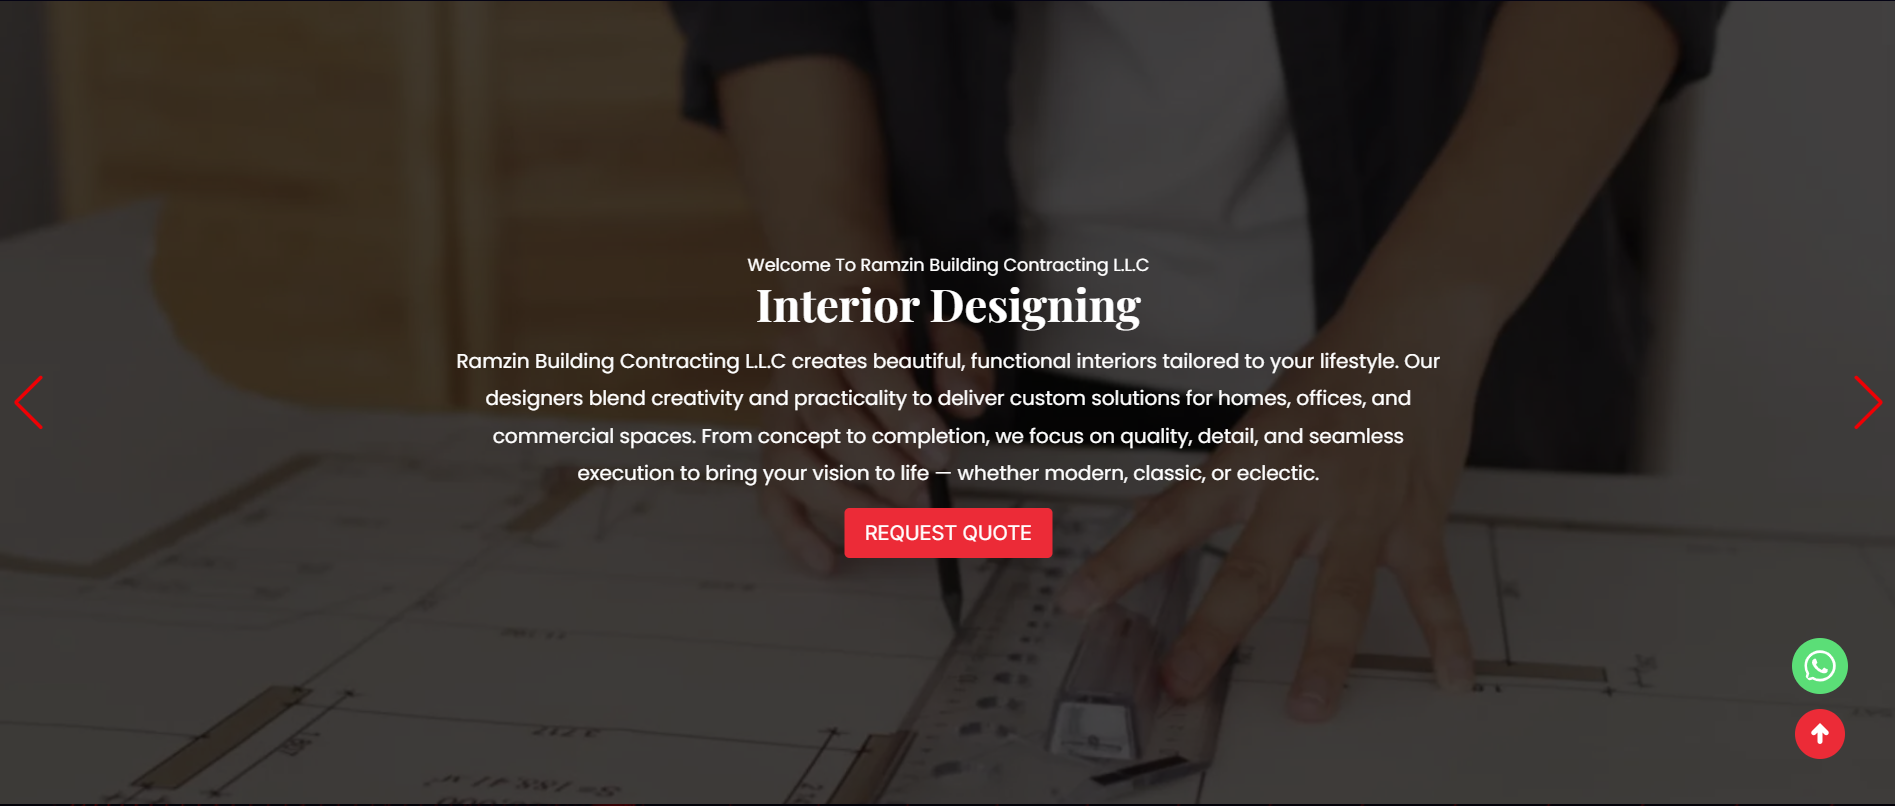 Welcome To Ramzin Building Contracting L.L.C
Interior Designing
Ramzin Building Contracting L.L.C creates beautiful, functional interiors tailored to your lifestyle. Our
designers blend creativity and practicality to deliver custom solutions for homes, offices, and
commercial spaces. From concept to completion, we focus on quality, detail, and seamless
execution to bring your vision to life — whether modern, classic, or eclectic.
REQUEST QUOTE